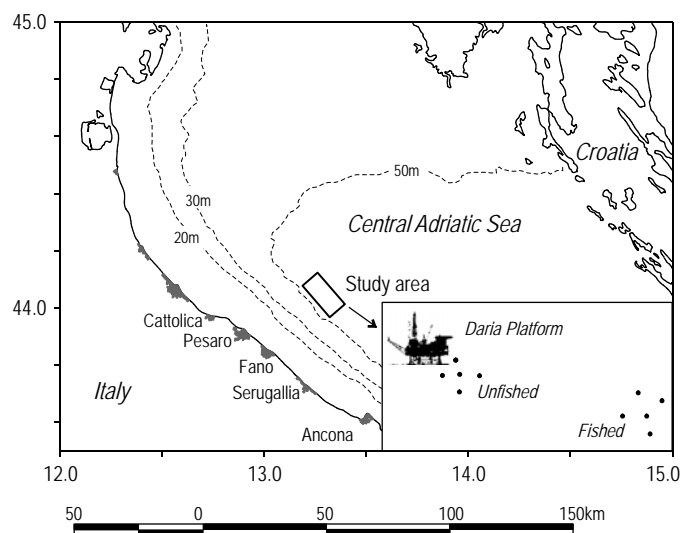 45.0
Croatia
50m
30m
Central Adriatic Sea
20m
Study area
44.0
Cattolica
Daria Platform
Pesaro
Fano
Italy
Unfished
Serugallia
Fished
Ancona
12.0 13.0 14.0 15.0
50 0 50 100 150km